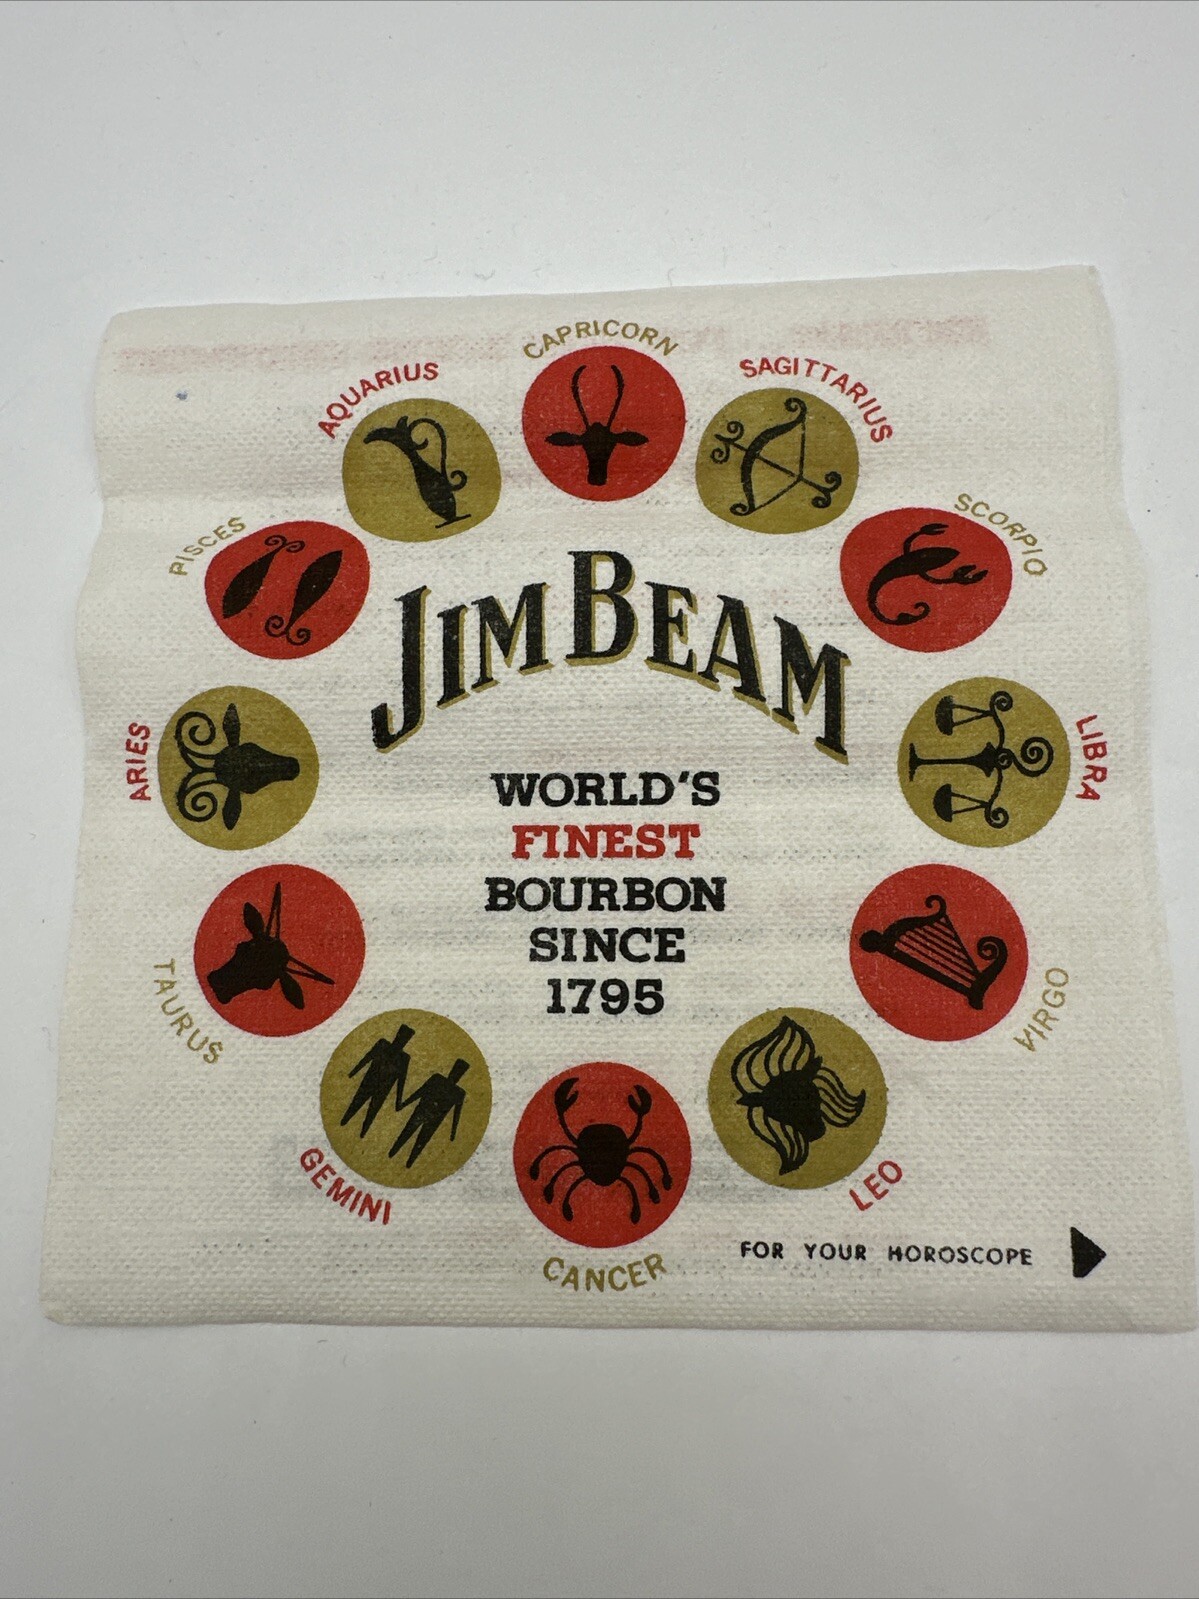 CAPRICORN
AQUARIUS
SAGITTARIUS
PISCES
SCORPIO
JIM BEAM
ARIES
LIBRA
WORLD'S
FINEST
BOURBON
SINCE
1795
TAURUS
VIRGO
GEMINI
LEO
CANCER
FOR YOUR HOROSCOPE